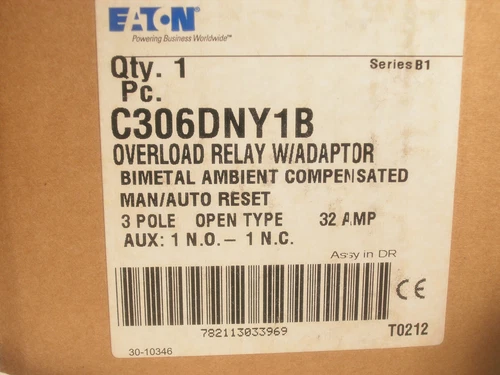 EATON
Powering Business Worldwide™
Qty. 1
Pc.
Series B1
C306DNY1B
OVERLOAD RELAY W/ADAPTOR
BIMETAL AMBIENT COMPENSATED
MAN/AUTO RESET
3 POLE OPEN TYPE 32 AMP
AUX: 1 N.O. – 1 N.C.
Assy in DR
CE
782113033969
T0212
30-10346